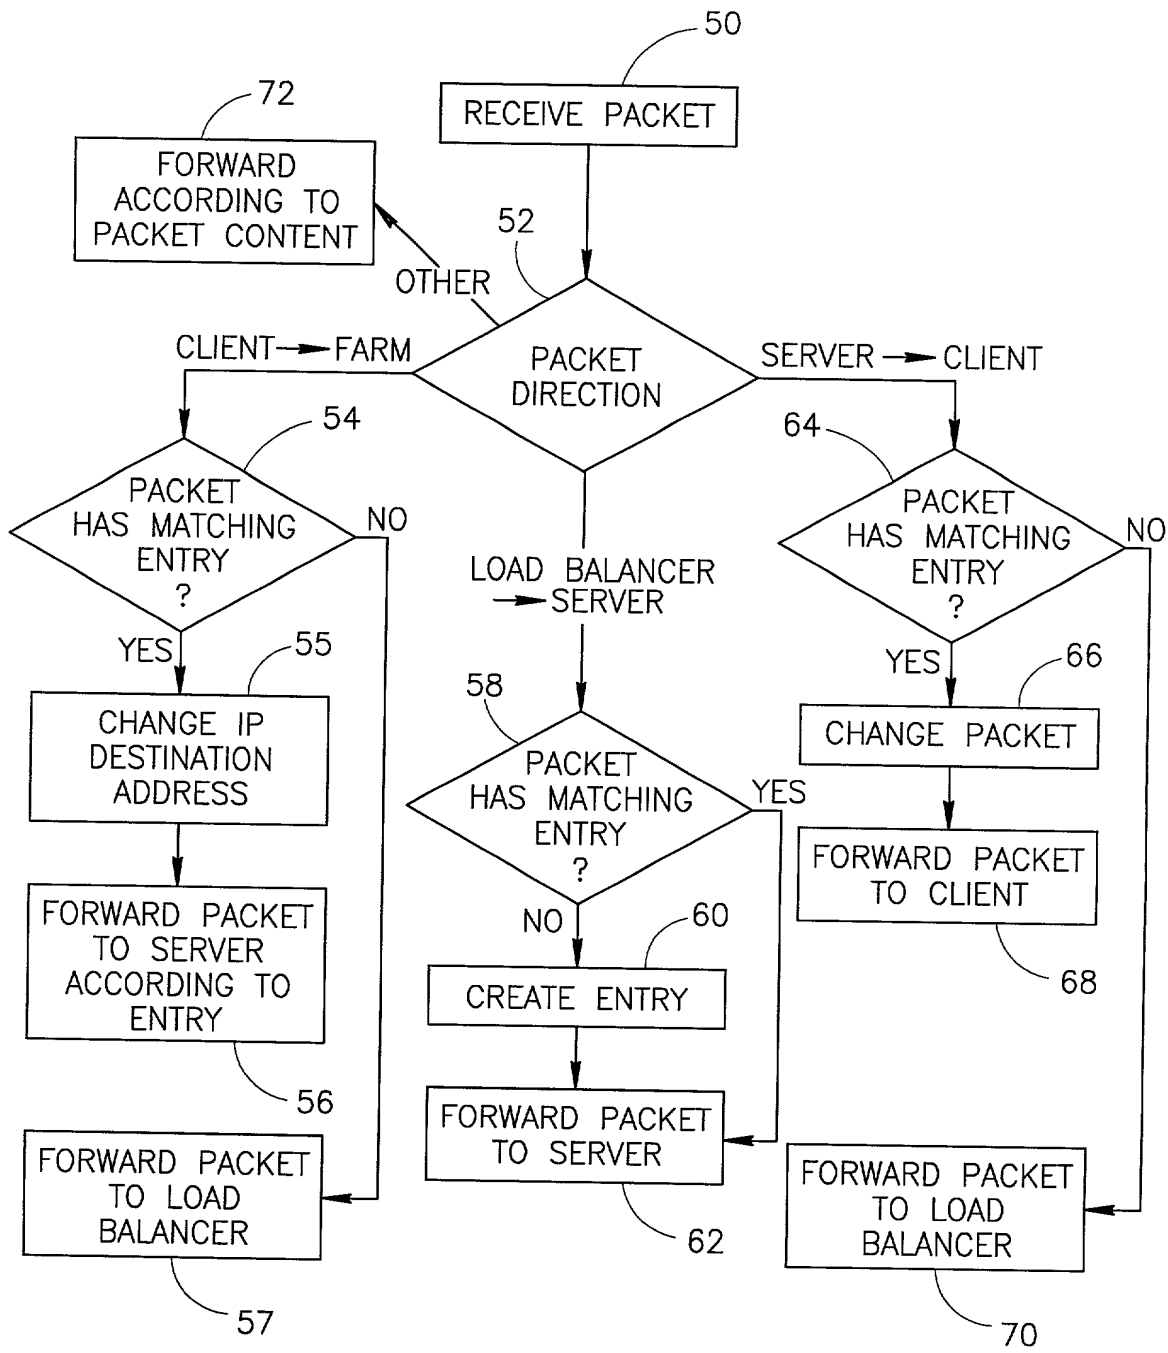 50
RECEIVE PACKET
72
FORWARD
ACCORDING TO
PACKET CONTENT
52
OTHER
CLIENT → FARM
PACKET
DIRECTION
SERVER → CLIENT
54
PACKET
HAS MATCHING
ENTRY
?
NO
YES
55
CHANGE IP
DESTINATION
ADDRESS
FORWARD PACKET
TO SERVER
ACCORDING TO
ENTRY
56
FORWARD PACKET
TO LOAD
BALANCER
57
LOAD BALANCER
→ SERVER
58
PACKET
HAS MATCHING
ENTRY
?
YES
NO
60
CREATE ENTRY
FORWARD PACKET
TO SERVER
62
64
PACKET
HAS MATCHING
ENTRY
?
NO
YES
66
CHANGE PACKET
FORWARD PACKET
TO CLIENT
68
FORWARD PACKET
TO LOAD
BALANCER
70